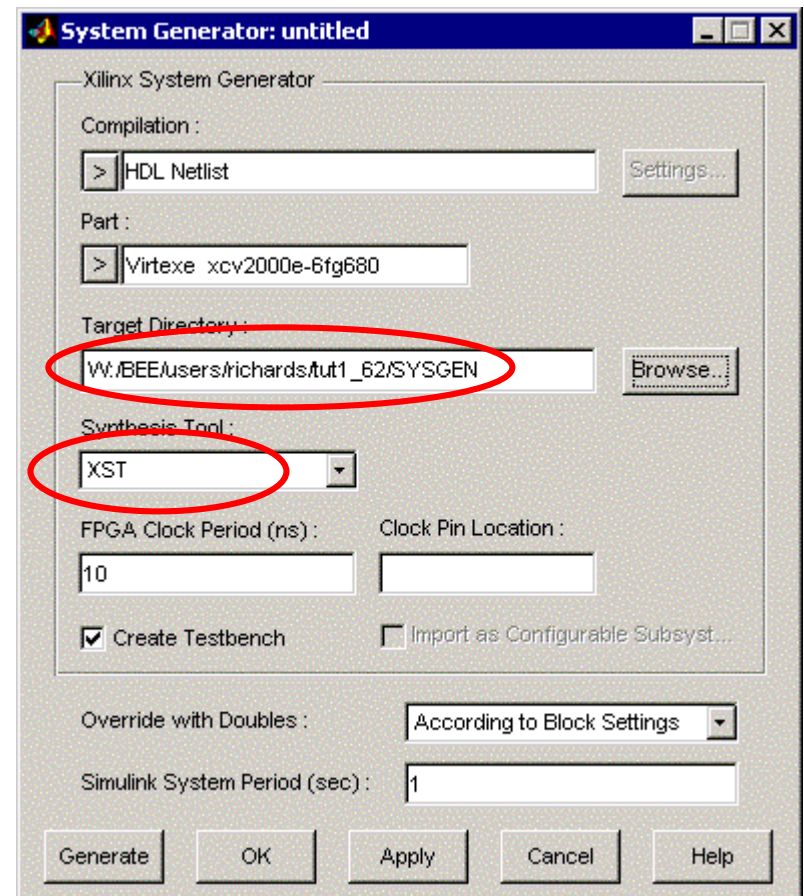 System Generator: untitled
Xilinx System Generator
Compilation :
> HDL Netlist Settings...
Part :
> Virtexe xcv2000e-6fg680
Target Directory :
W:/BEE/users/richards/tut1_62/SYSGEN Browse...
Synthesis Tool :
XST
FPGA Clock Period (ns) : Clock Pin Location :
10
Create Testbench Import as Configurable Subsyst...
Override with Doubles : According to Block Settings
Simulink System Period (sec) : 1
Generate OK Apply Cancel Help